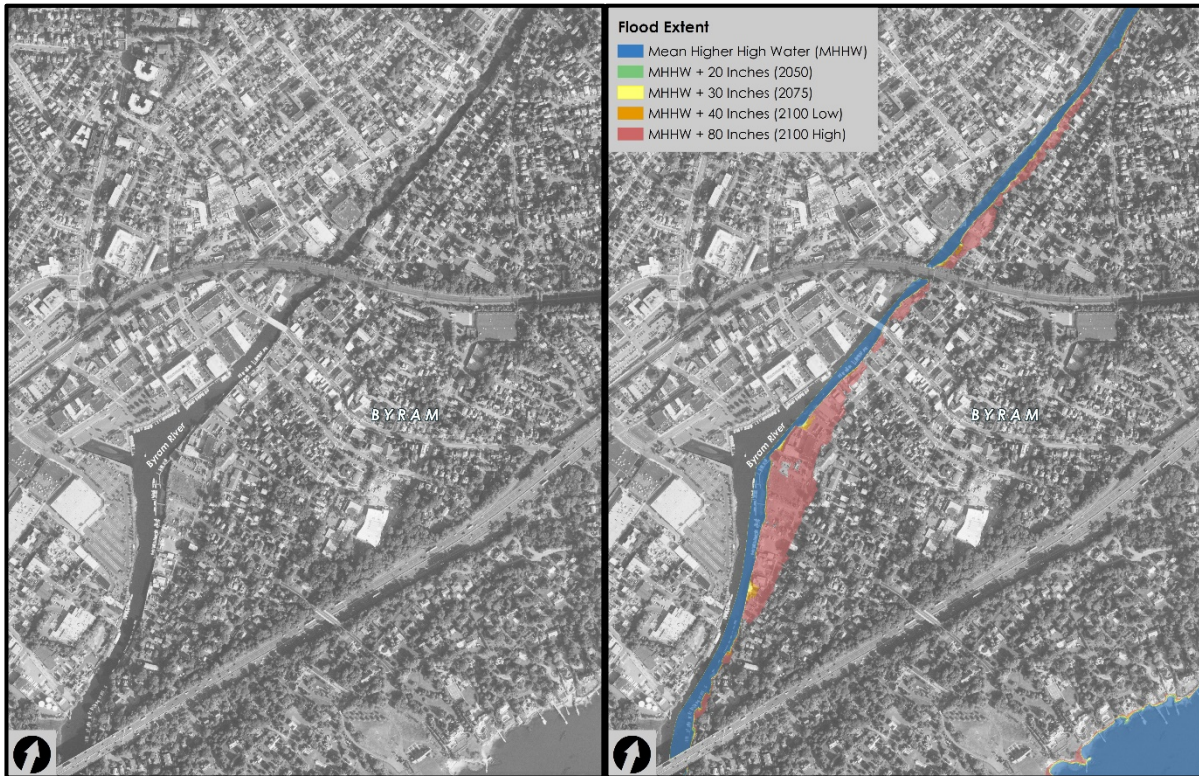 BYRAM
Byram River
Flood Extent
Mean Higher High Water (MHHW)
MHHW + 20 Inches (2050)
MHHW + 30 Inches (2075)
MHHW + 40 Inches (2100 Low)
MHHW + 80 Inches (2100 High)
BYRAM
Byram River